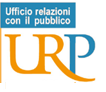 Ufficio relazioni
con il pubblico
URP